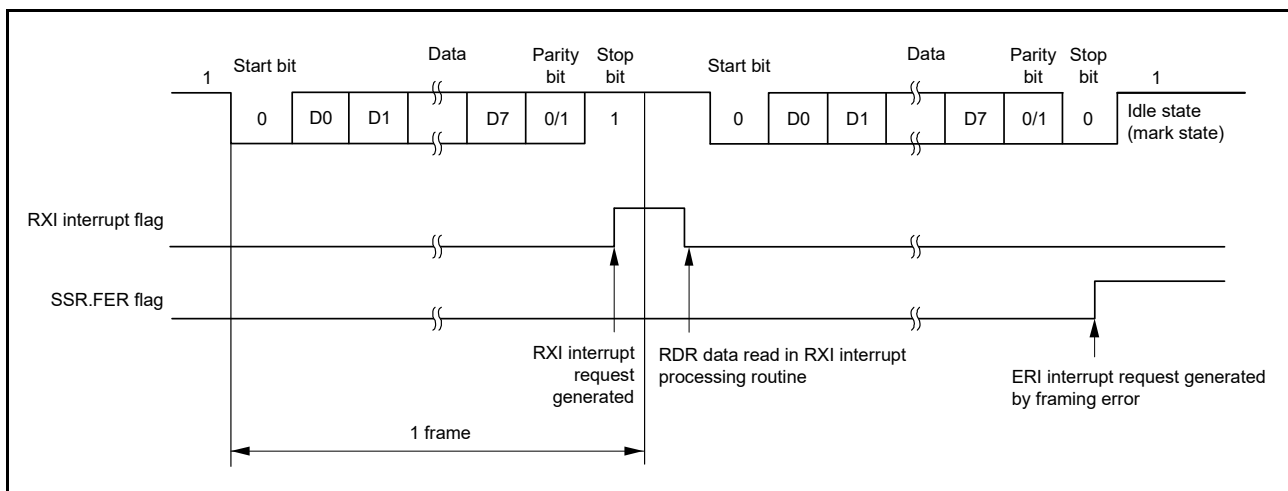 1
Start bit
Data
Parity
bit
Stop
bit
Start bit
Data
Parity
bit
Stop
bit
1
0
D0
D1
D7
0/1
1
0
D0
D1
D7
0/1
0
Idle state
(mark state)
RXI interrupt flag
SSR.FER flag
RXI interrupt
request
generated
RDR data read in RXI interrupt
processing routine
ERI interrupt request generated
by framing error
1 frame